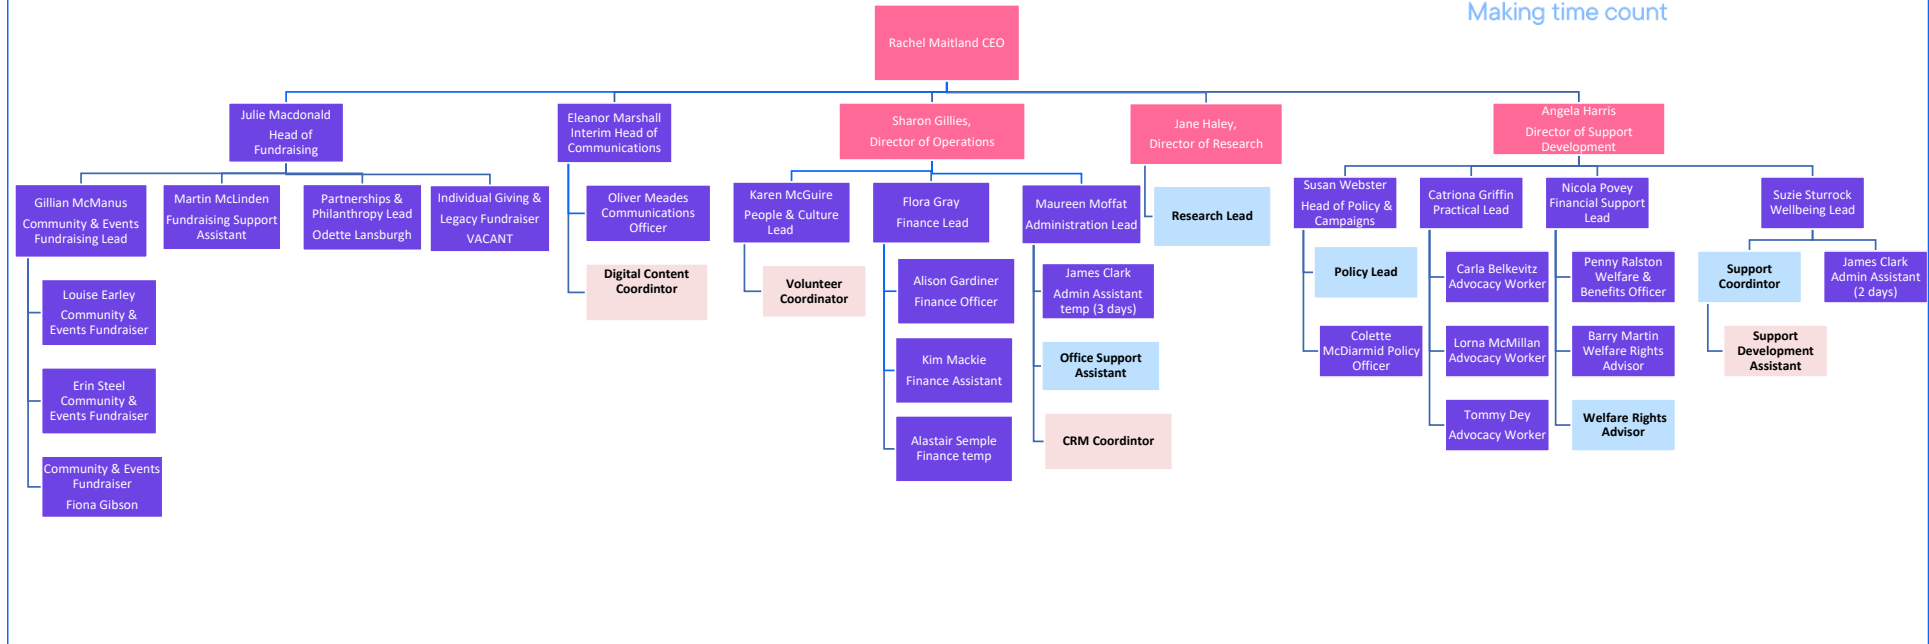 Making time count
Rachel Maitland CEO
Julie Macdonald
Head of
Fundraising
Eleanor Marshall
Interim Head of
Communications
Sharon Gillies,
Director of Operations
Jane Haley,
Director of Research
Angela Harris
Director of Support
Development
Gillian McManus
Community & Events
Fundraising Lead
Martin McLinden
Fundraising Support
Assistant
Partnerships &
Philanthropy Lead
Odette Lansburgh
Individual Giving &
Legacy Fundraiser
VACANT
Oliver Meades
Communications
Officer
Karen McGuire
People & Culture
Lead
Flora Gray
Finance Lead
Maureen Moffat
Administration Lead
Research Lead
Susan Webster
Head of Policy &
Campaigns
Catriona Griffin
Practical Lead
Nicola Povey
Financial Support
Lead
Suzie Sturrock
Wellbeing Lead
Louise Earley
Community &
Events Fundraiser
Erin Steel
Community &
Events Fundraiser
Community & Events
Fundraiser
Fiona Gibson
Digital Content
Coordintor
Volunteer
Coordinator
Alison Gardiner
Finance Officer
Kim Mackie
Finance Assistant
Alastair Semple
Finance temp
James Clark
Admin Assistant
temp (3 days)
Office Support
Assistant
CRM Coordintor
Policy Lead
Colette
McDiarmid Policy
Officer
Carla Belkevitz
Advocacy Worker
Lorna McMillan
Advocacy Worker
Tommy Dey
Advocacy Worker
Penny Ralston
Welfare &
Benefits Officer
Barry Martin
Welfare Rights
Advisor
Welfare Rights
Advisor
Support
Coordintor
Support
Development
Assistant
James Clark
Admin Assistant
(2 days)